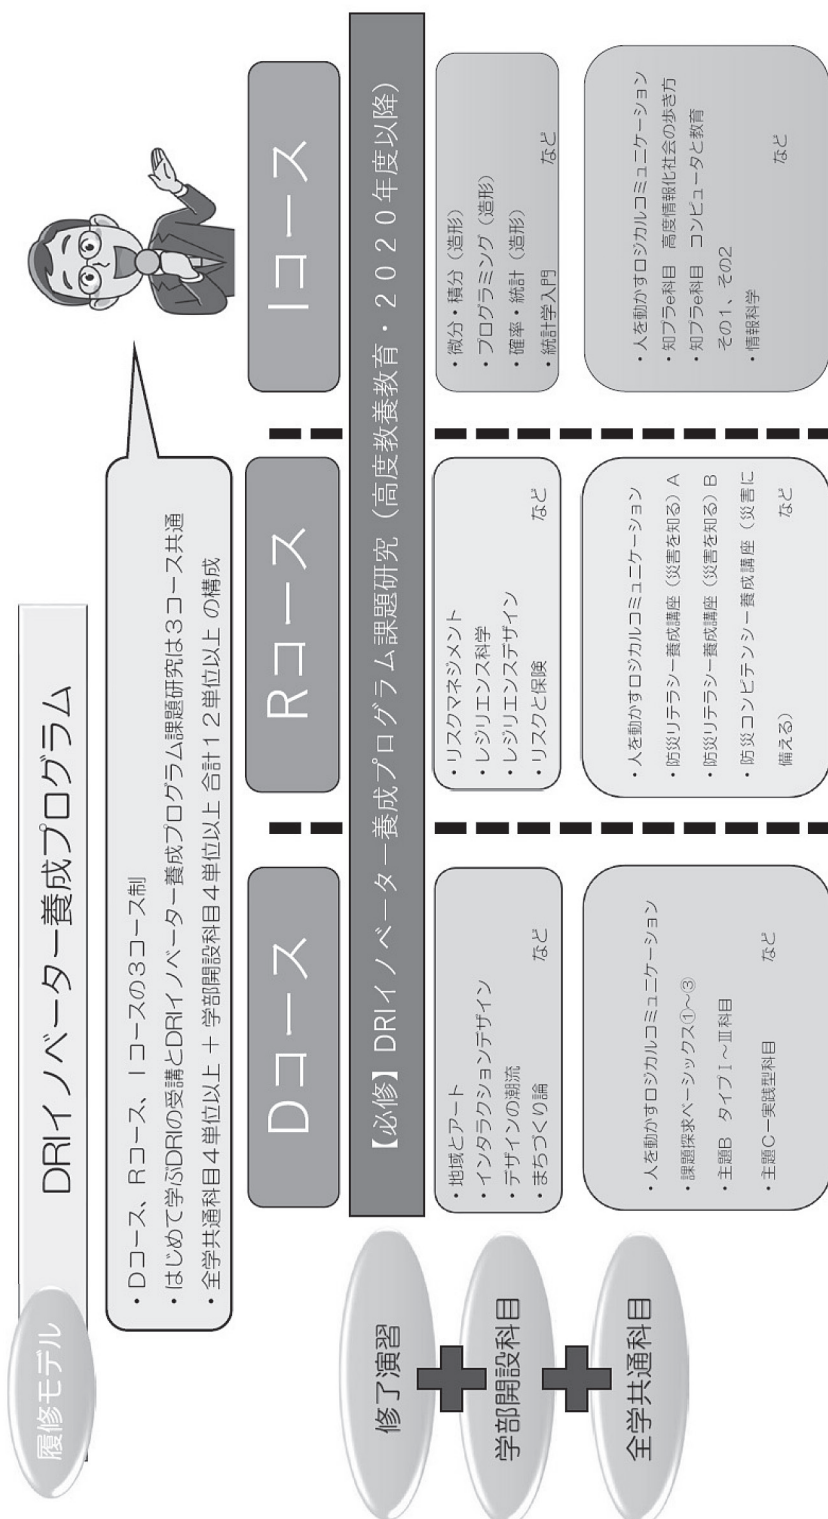 履修モデル
DRIイノベーター養成プログラム
・Dコース、Rコース、Iコースの3コース制
・はじめて学ぶDRIの受講とDRIイノベーター養成プログラム課題研究は3コース共通
・全学共通科目4単位以上 + 学部開設科目4単位以上 合計12単位以上 の構成
Dコース
Rコース
Iコース
修了演習
【必修】DRIイノベーター養成プログラム課題研究（高度教養教育・2020年度以降）
学部開設科目
・地域とアート
・インタラクションデザイン
・デザインの潮流
・まちづくり論
など
・リスクマネジメント
・レジリエンス科学
・レジリエンスデザイン
・リスクと保険
など
・微分・積分（造形）
・プログラミング（造形）
・確率・統計（造形）
・統計学入門
など
全学共通科目
・人を動かすロジカルコミュニケーション
・課題探求ベーシックス①～③
・主題B タイプⅠ～Ⅲ科目
・主題C－実践型科目
など
・人を動かすロジカルコミュニケーション
・防災リテラシー養成講座（災害を知る）A
・防災リテラシー養成講座（災害を知る）B
・防災コンピテンシー養成講座（災害に
備える）
など
・人を動かすロジカルコミュニケーション
・知プラe科目 高度情報化社会の歩き方
・知プラe科目 コンピュータと教育
その1、その2
・情報科学
など